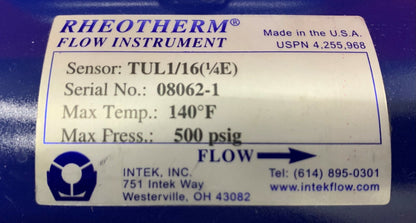 RHEOTHERM®
FLOW INSTRUMENT
Made in the U.S.A.
USPN 4,255,968
Sensor: TUL1/16(¼E)
Serial No.: 08062-1
Max Temp.: 140°F
Max Press.: 500 psig
FLOW
INTEK, INC.
751 Intek Way
Westerville, OH 43082
Tel: (614) 895-0301
www.intekflow.com